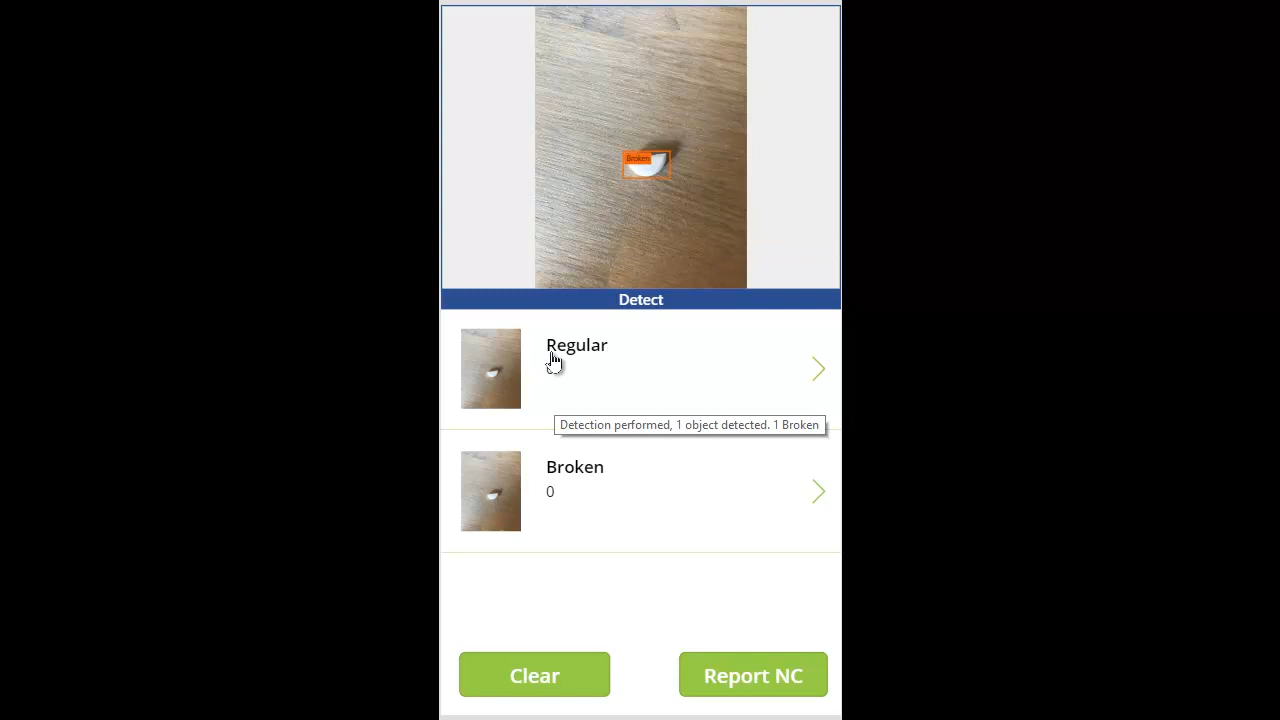 Broken
Detect
Regular
Detection performed, 1 object detected. 1 Broken
Broken
0
Clear
Report NC